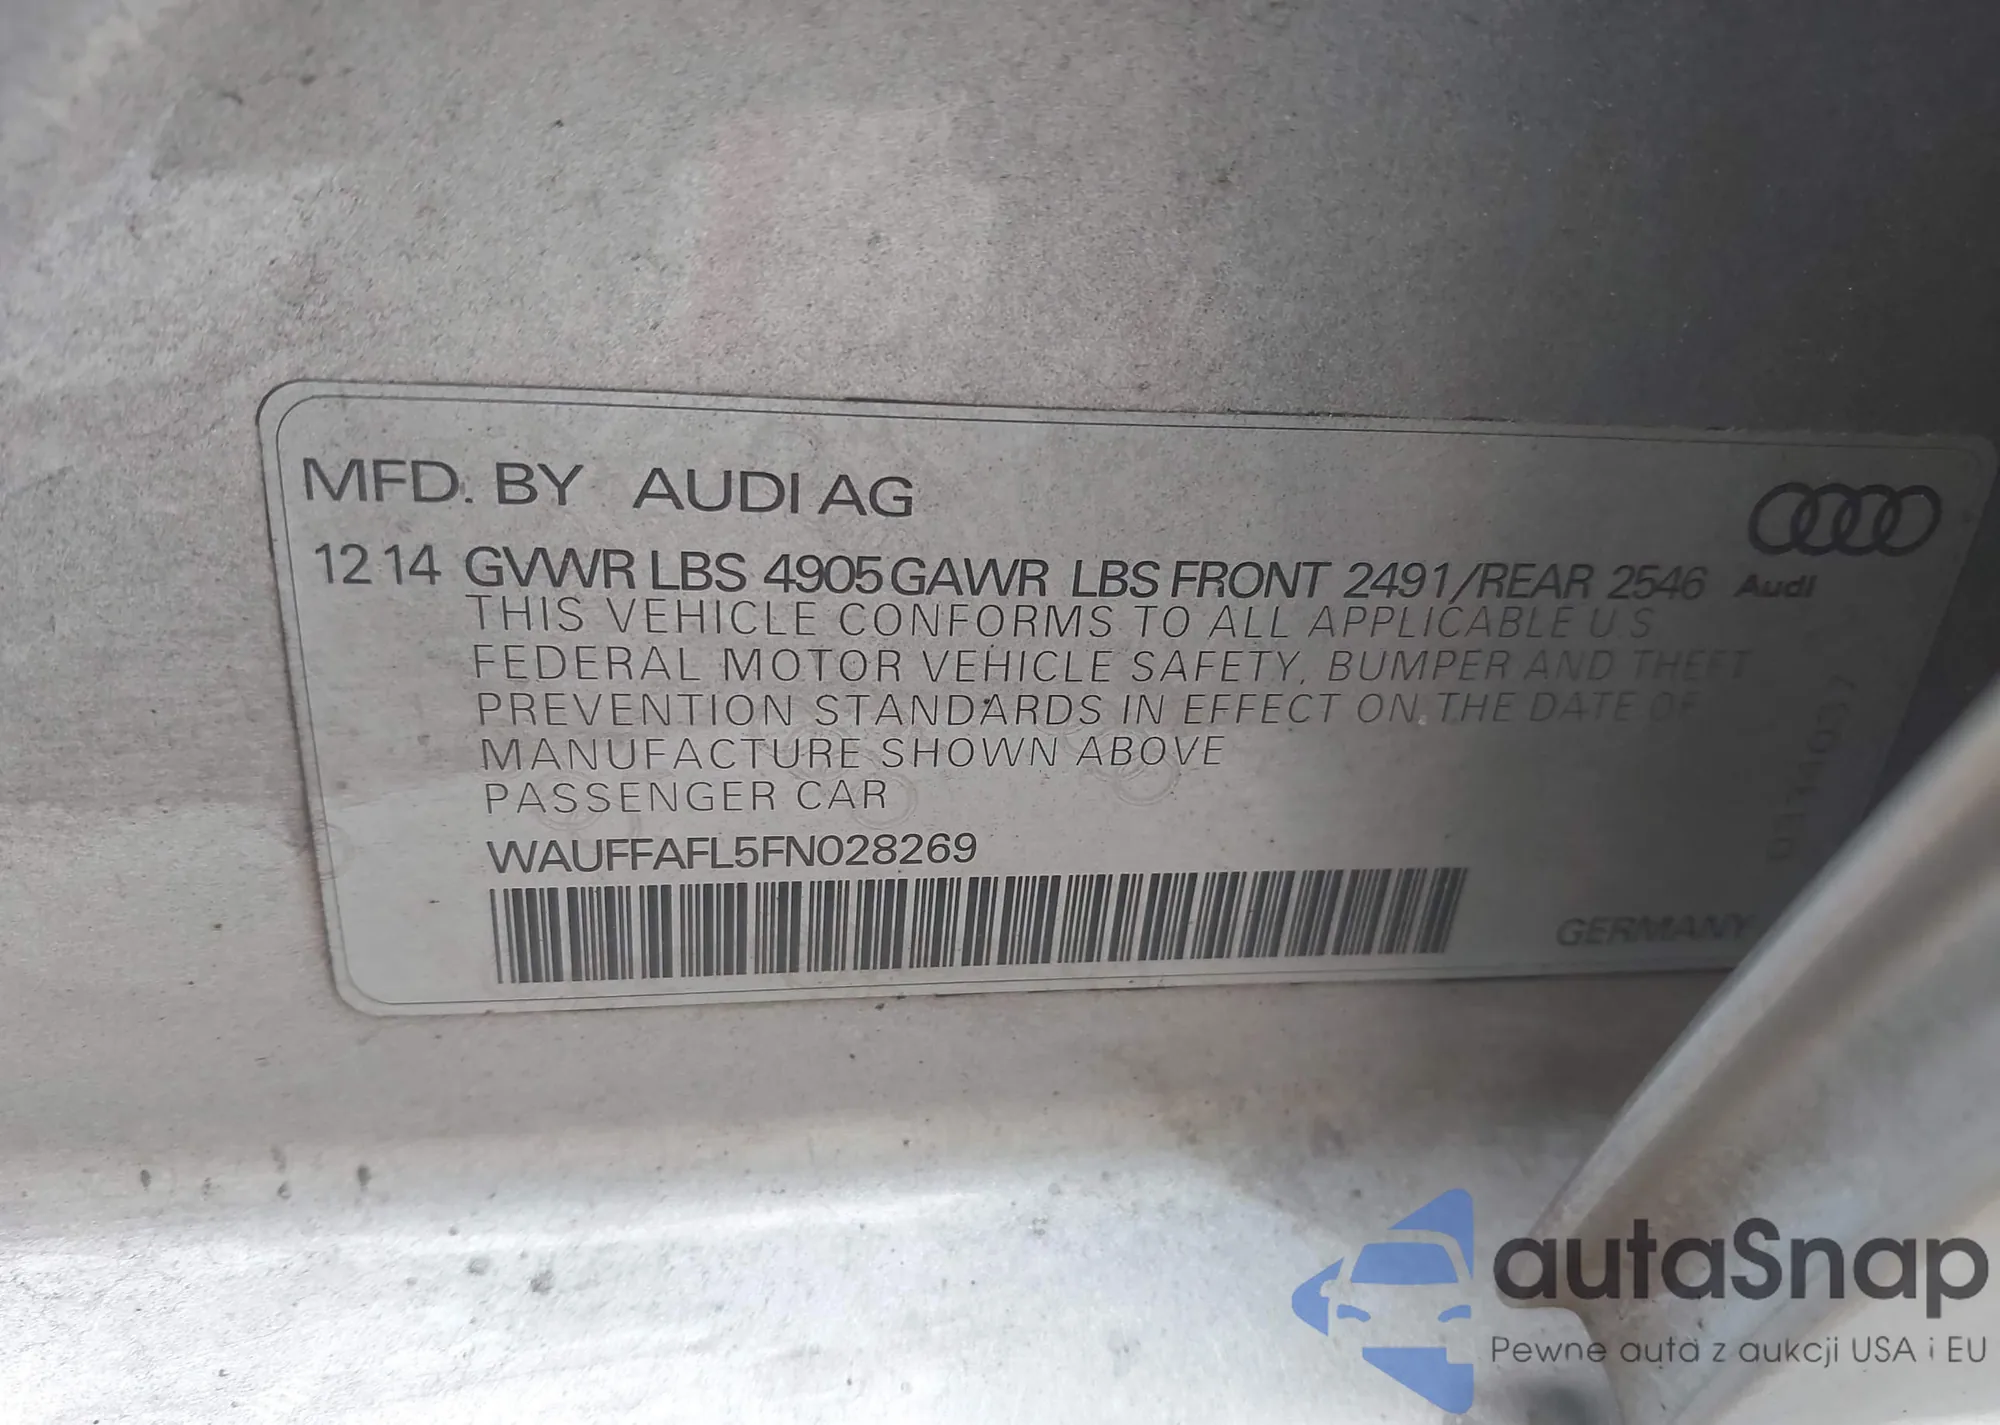 MFD. BY AUDI AG
12 14 GVWR LBS 4905 GAWR LBS FRONT 2491/REAR 2546 Audi
THIS VEHICLE CONFORMS TO ALL APPLICABLE U S
FEDERAL MOTOR VEHICLE SAFETY, BUMPER AND THEFT
PREVENTION STANDARDS IN EFFECT ON THE DATE OF
MANUFACTURE SHOWN ABOVE
PASSENGER CAR
WAUFFAFL5FN028269
GERMANY
autaSnap
Pewne auta z aukcji USA i EU